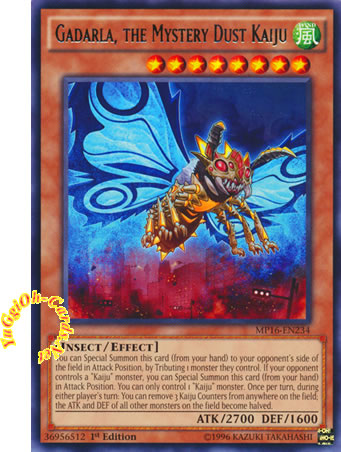 GADARLA, THE MYSTERY DUST KAIJU
WIND
風
MP16-EN234
[INSECT/EFFECT]
You can Special Summon this card (from your hand) to your opponent's side of
the field in Attack Position, by Tributing 1 monster they control. If your opponent
controls a "Kaiju" monster, you can Special Summon this card (from your hand)
in Attack Position. You can only control 1 "Kaiju" monster. Once per turn, during
either player's turn: You can remove 3 Kaiju Counters from anywhere on the field;
the ATK and DEF of all other monsters on the field become halved.
ATK/2700 DEF/1600
36956512 1st Edition ©1996 KAZUKI TAKAHASHI
YuGgiOh-Cards.Net